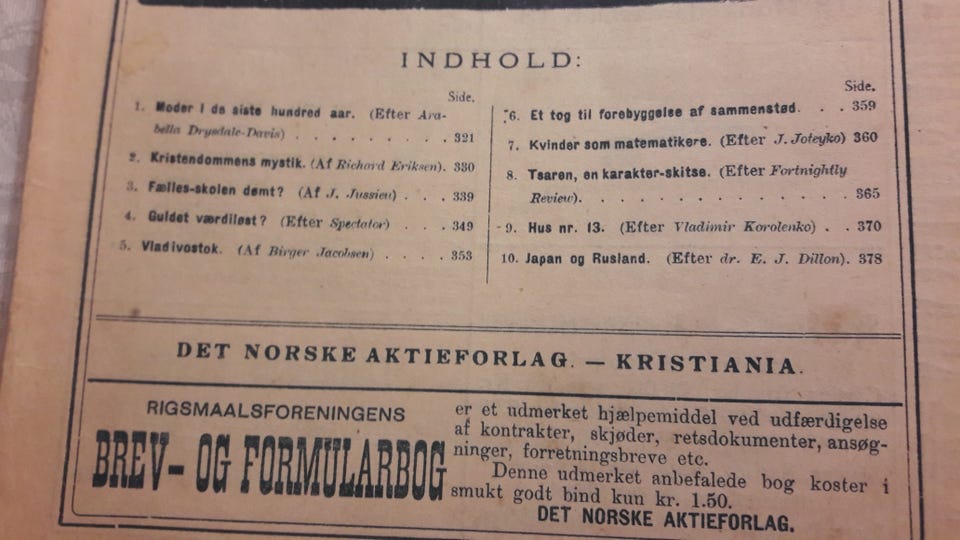 INDHOLD:
Side.
1. Moder i de siste hundred aar. (Efter Ara-
bella Drysdale-Davis) . . . . . . . . 321
2. Kristendommens mystik. (Af Richard Eriksen). 330
3. Fælles-skolen dømt? (Af J. Jussieu) . . . 339
4. Guldet værdiløst? (Efter Spectator) . . . 349
5. Vladivostok. (Af Birger Jacobsen) . . . . 353
Side.
6. Et tog til forebyggelse af sammenstød. . . 359
7. Kvinder som matematikere. (Efter J. Joteyko) 360
8. Tsaren, en karakter-skitse. (Efter Fortnightly
Review). . . . . . . . . . . . . 365
9. Hus nr. 13. (Efter Vladimir Korolenko) . . 370
10. Japan og Rusland. (Efter dr. E. J. Dillon). 378
DET NORSKE AKTIEFORLAG. — KRISTIANIA.
RIGSMAALSFORENINGENS
BREV- OG FORMULARBOG
er et udmerket hjælpemiddel ved udfærdigelse
af kontrakter, skjøder, retsdokumenter, ansøg-
ninger, forretningsbreve etc.
Denne udmerket anbefalede bog koster i
smukt godt bind kun kr. 1.50.
DET NORSKE AKTIEFORLAG.